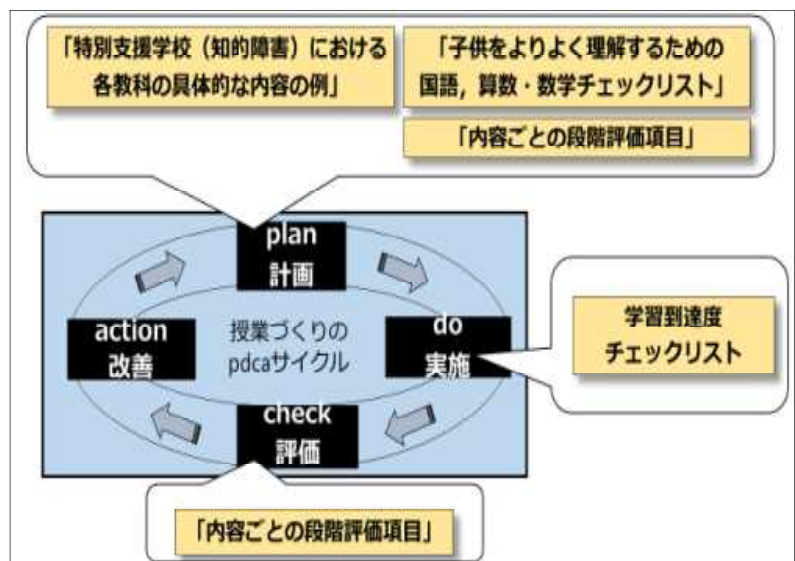 「特別支援学校（知的障害）における
各教科の具体的な内容の例」
「子供をよりよく理解するための
国語，算数・数学チェックリスト」
「内容ごとの段階評価項目」
plan
計画
action
改善
授業づくりの
pdcaサイクル
do
実施
学習到達度
チェックリスト
check
評価
「内容ごとの段階評価項目」